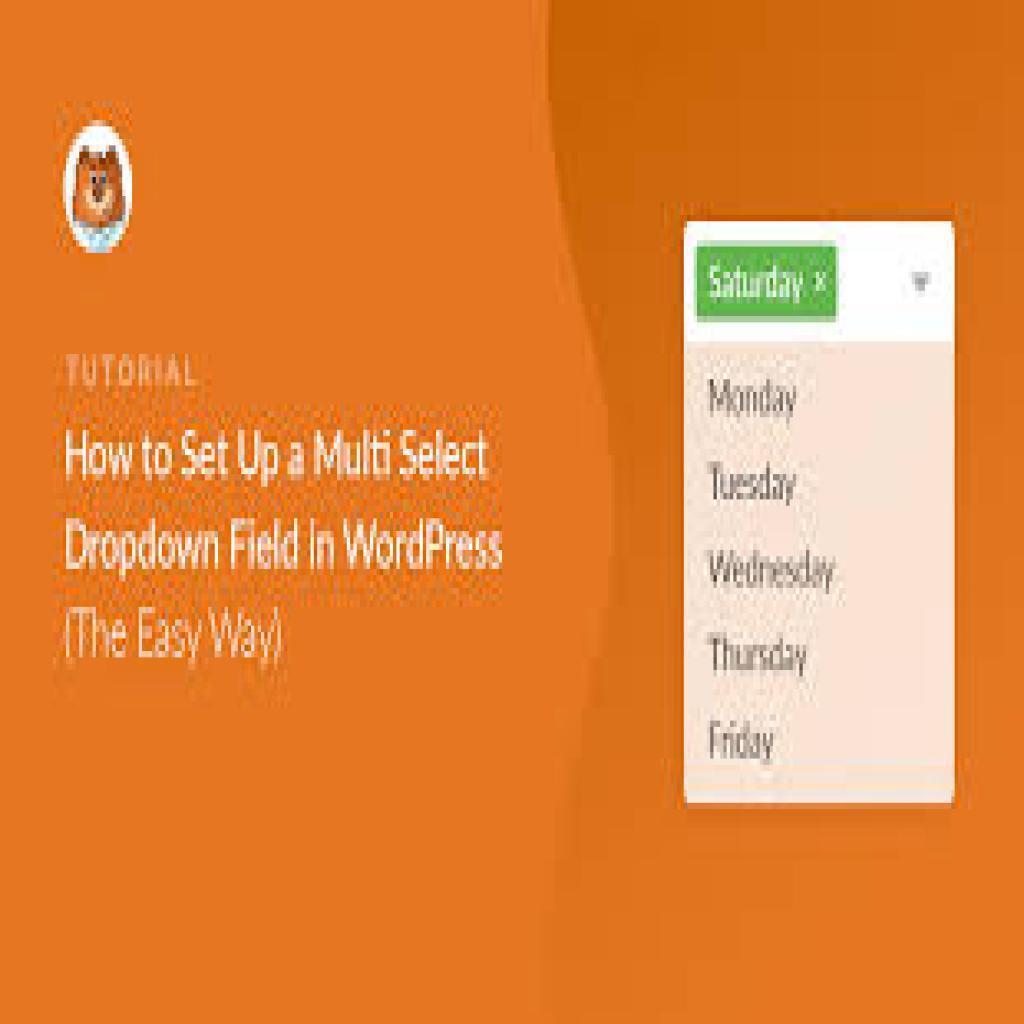 TUTORIAL
How to Set Up a Multi Select
Dropdown Field in WordPress
(The Easy Way)
Saturday ×
Monday
Tuesday
Wednesday
Thursday
Friday